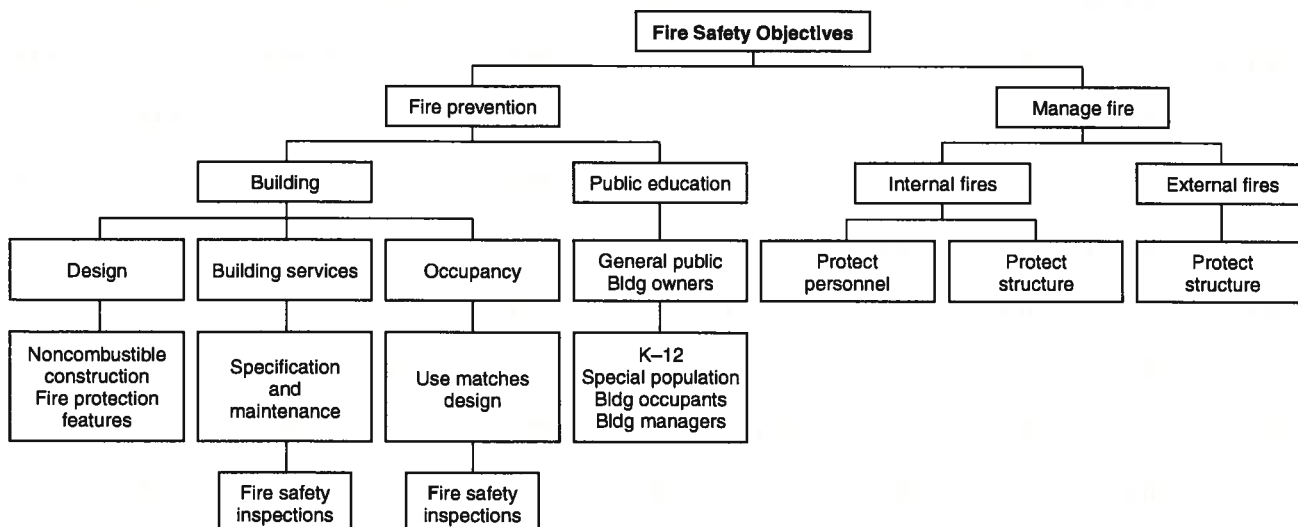 Fire Safety Objectives
Fire prevention
Manage fire
Building
Public education
Internal fires
External fires
Design
Building services
Occupancy
General public
Bldg owners
Protect
personnel
Protect
structure
Protect
structure
Noncombustible
construction
Fire protection
features
Specification
and
maintenance
Use matches
design
K–12
Special population
Bldg occupants
Bldg managers
Fire safety
inspections
Fire safety
inspections